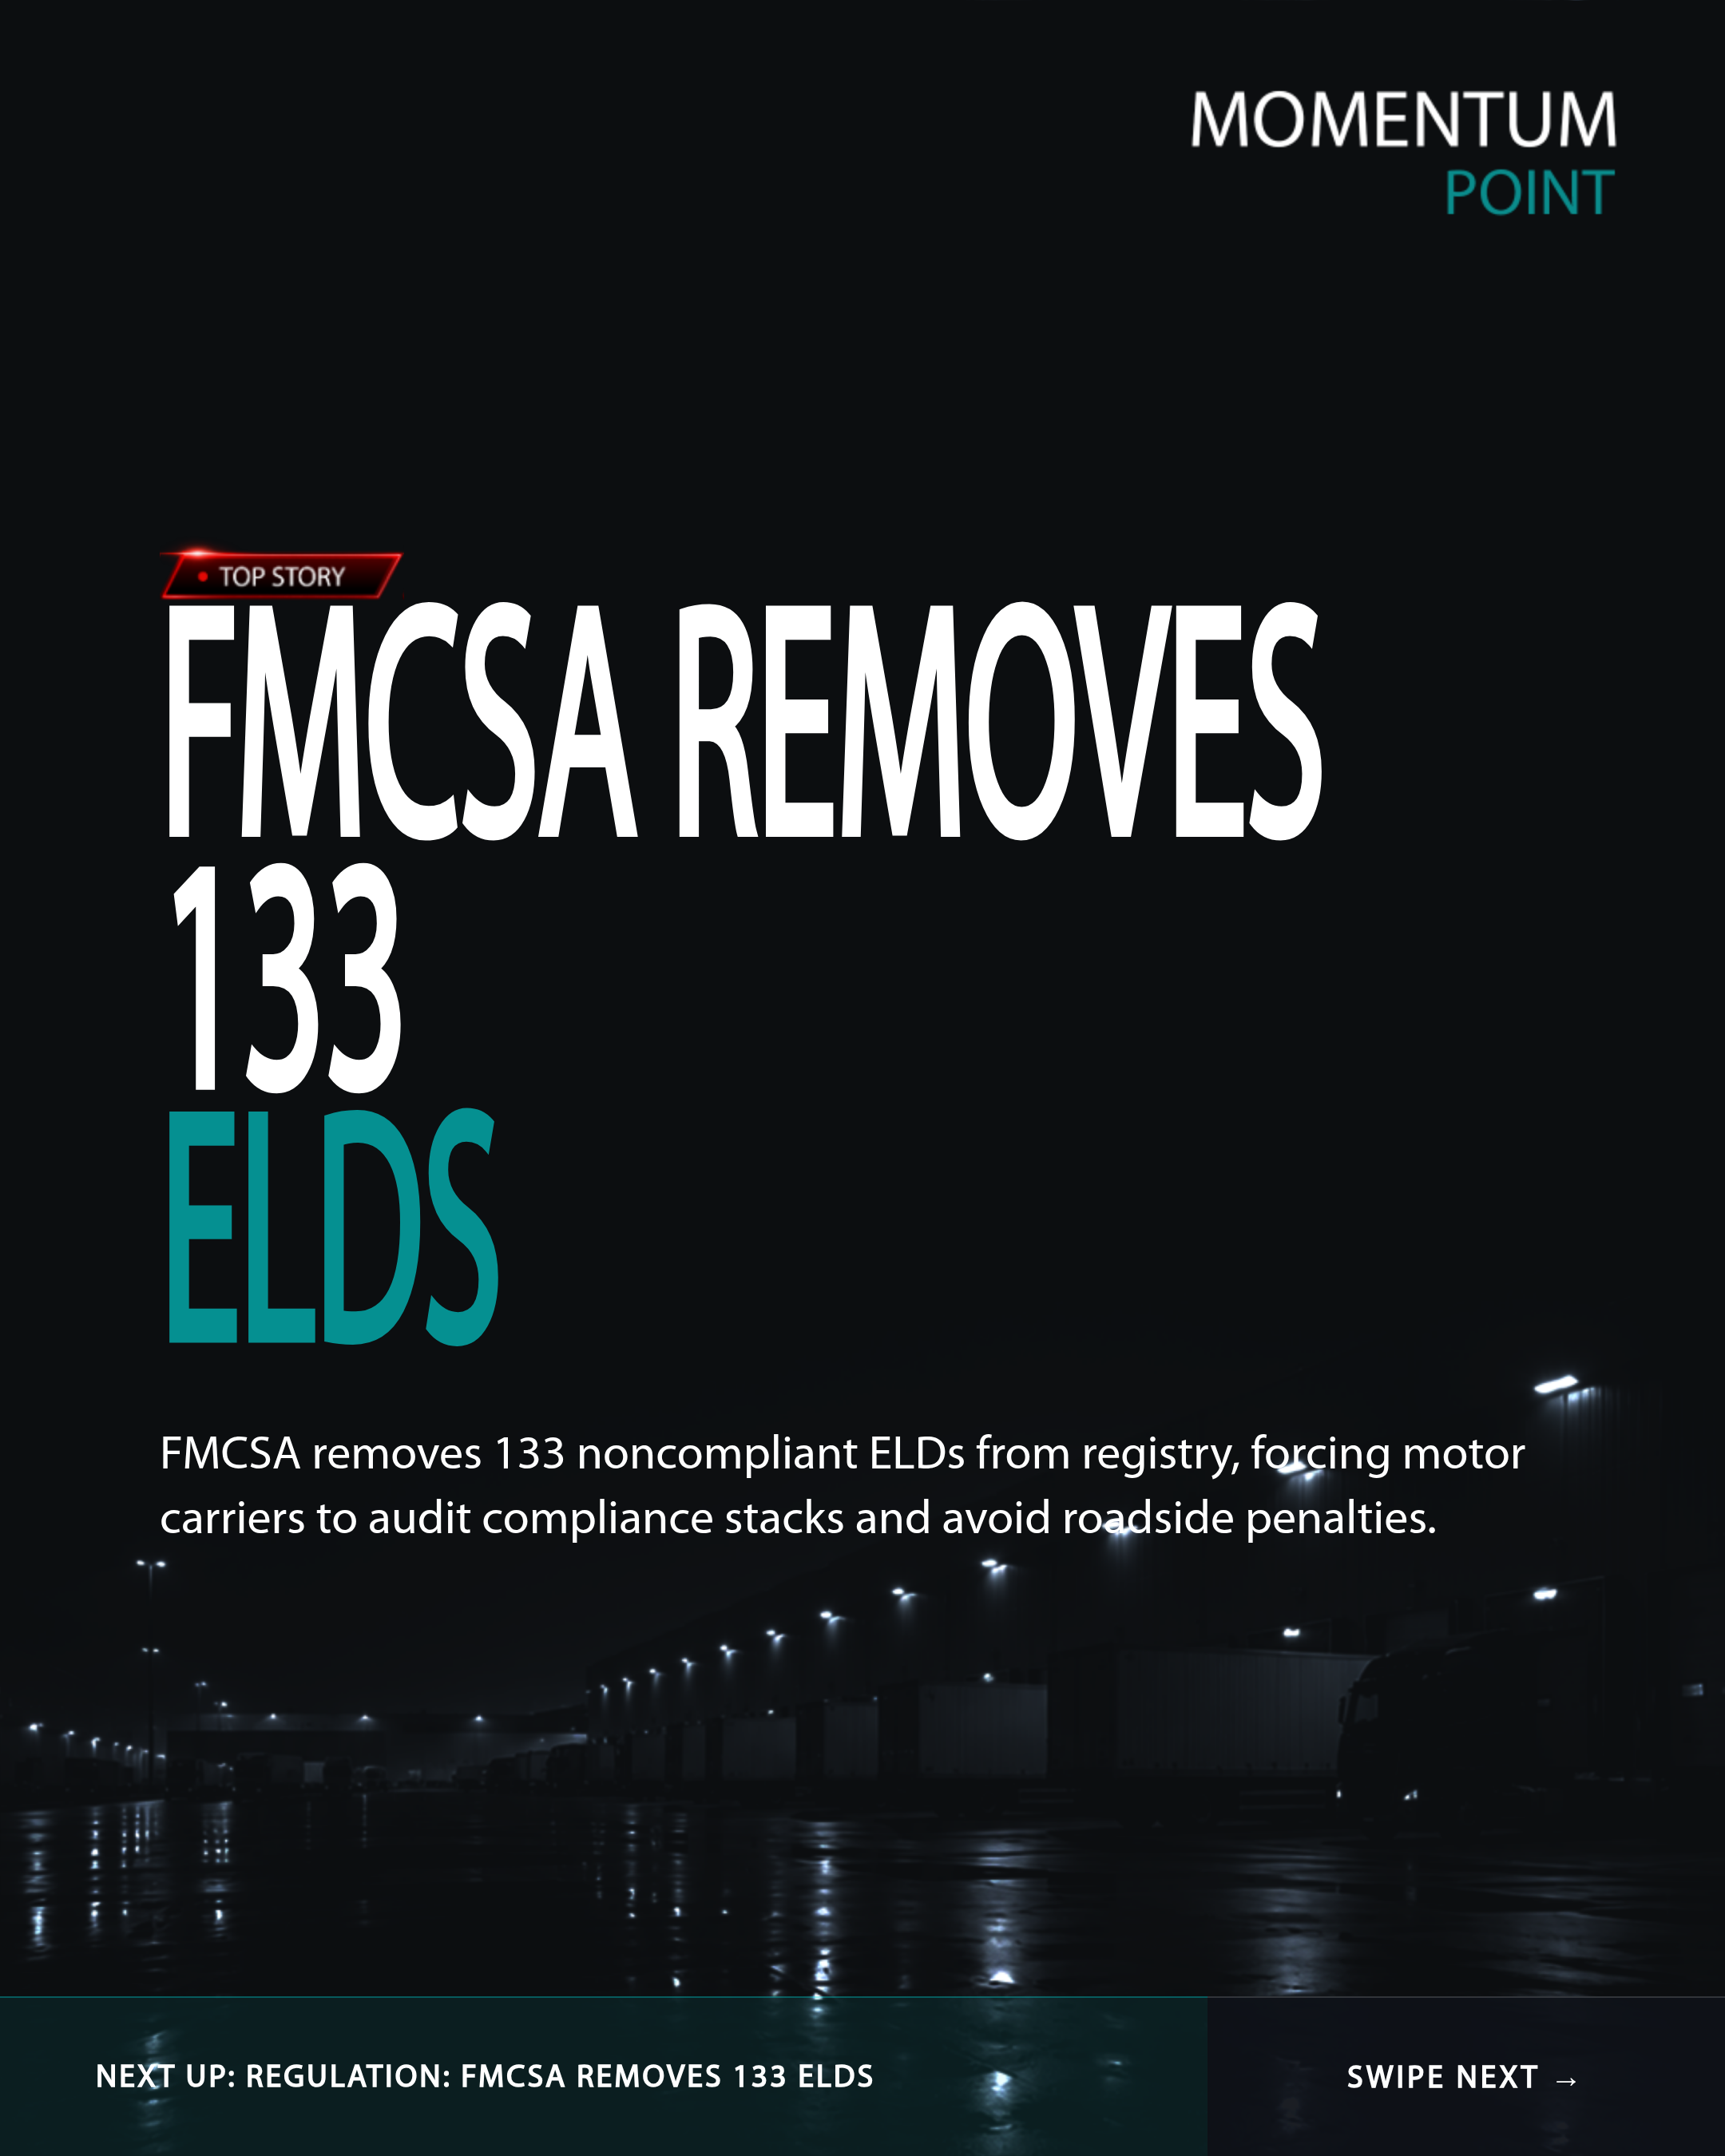 MOMENTUM
POINT
TOP STORY
FMCSA REMOVES
133
ELDS
FMCSA removes 133 noncompliant ELDs from registry, forcing motor
carriers to audit compliance stacks and avoid roadside penalties.
NEXT UP: REGULATION: FMCSA REMOVES 133 ELDS
SWIPE NEXT →